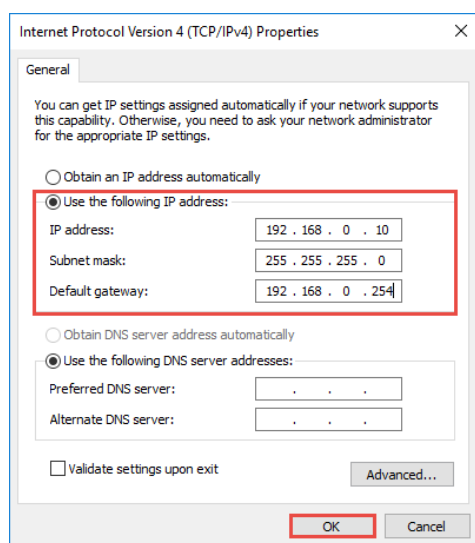 Internet Protocol Version 4 (TCP/IPv4) Properties
General
You can get IP settings assigned automatically if your network supports
this capability. Otherwise, you need to ask your network administrator
for the appropriate IP settings.
Obtain an IP address automatically
Use the following IP address:
IP address: 192 . 168 . 0 . 10
Subnet mask: 255 . 255 . 255 . 0
Default gateway: 192 . 168 . 0 . 254
Obtain DNS server address automatically
Use the following DNS server addresses:
Preferred DNS server: . . .
Alternate DNS server: . . .
Validate settings upon exit
Advanced...
OK Cancel